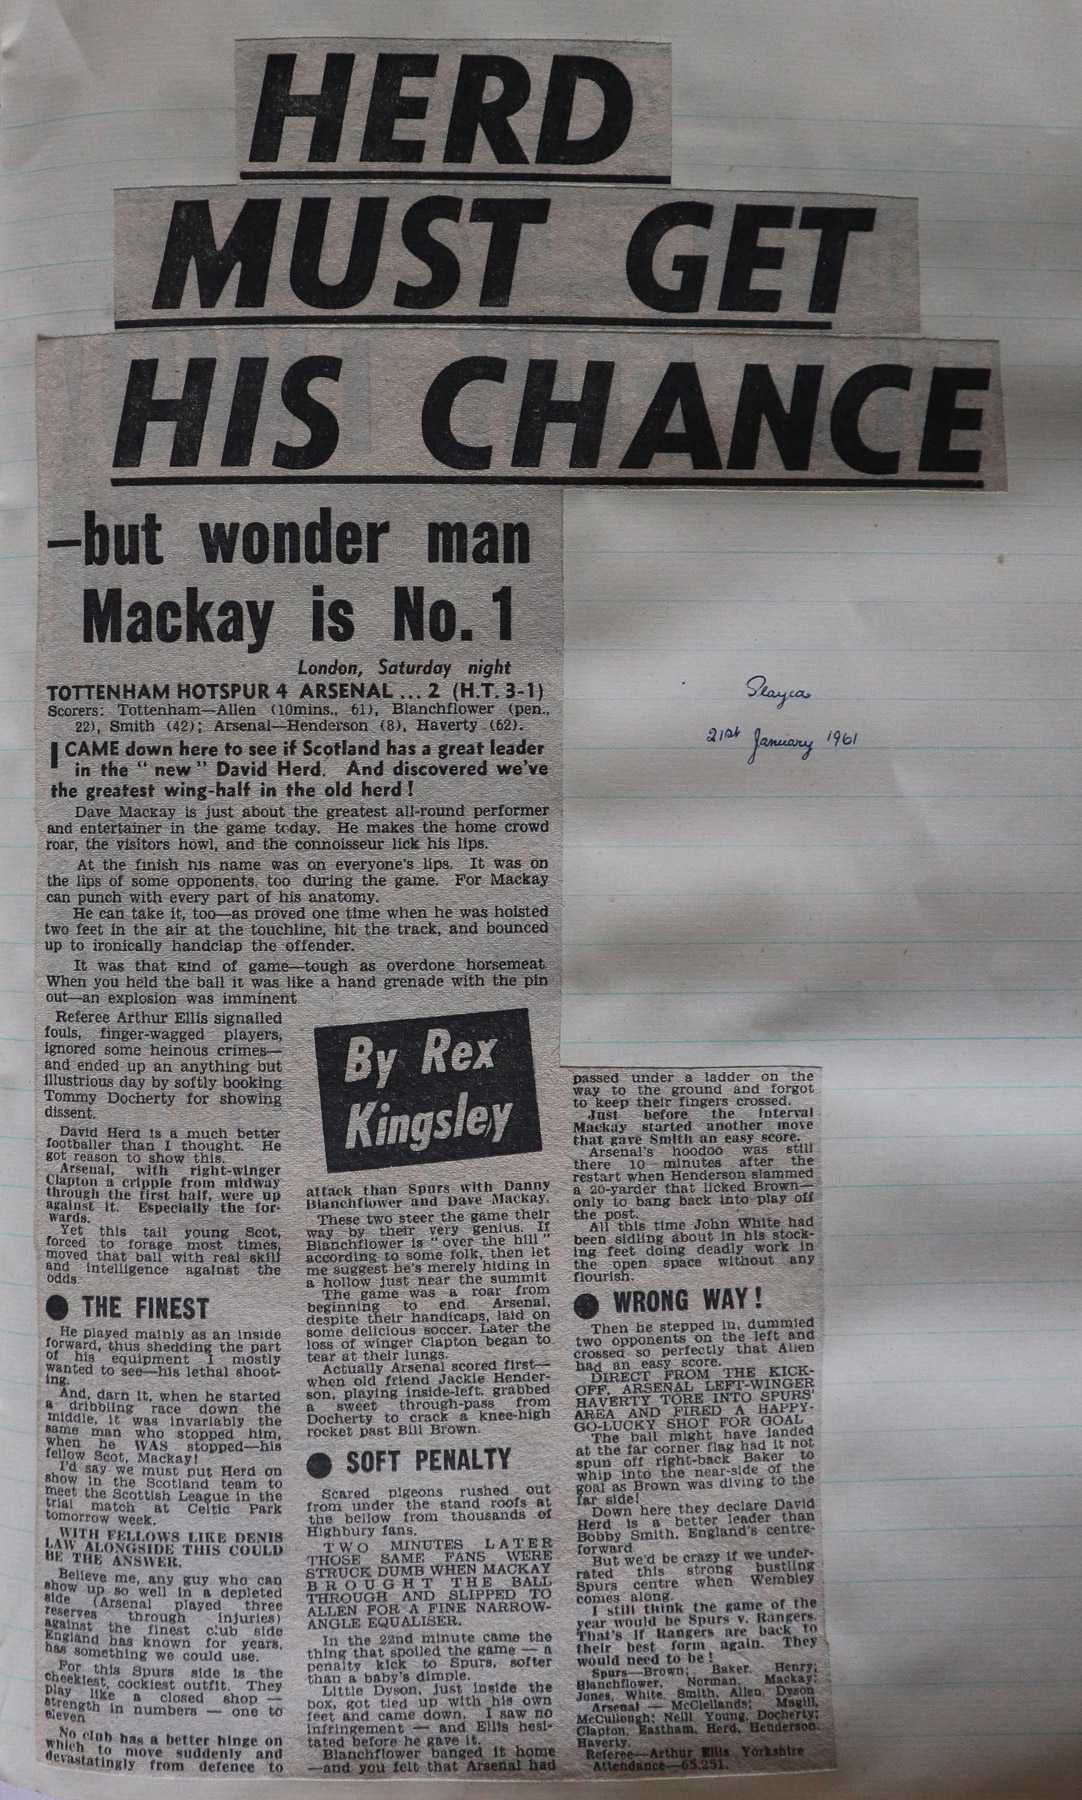 HERD
MUST GET
HIS CHANCE
—but wonder man
Mackay is No. 1
London, Saturday night
TOTTENHAM HOTSPUR 4 ARSENAL ... 2 (H.T. 3-1)
Scorers: Tottenham—Allen (10mins., 61), Blanchflower (pen.,
22), Smith (42); Arsenal—Henderson (8), Haverty (62).
I CAME down here to see if Scotland has a great leader
in the "new" David Herd. And discovered we've
the greatest wing-half in the old herd!
Dave Mackay is just about the greatest all-round performer
and entertainer in the game today. He makes the home crowd
roar, the visitors howl, and the connoisseur lick his lips.
At the finish his name was on everyone's lips. It was on
the lips of some opponents, too during the game. For Mackay
can punch with every part of his anatomy.
He can take it, too—as proved one time when he was hoisted
two feet in the air at the touchline, hit the track, and bounced
up to ironically handclap the offender.
It was that kind of game—tough as overdone horsemeat
When you held the ball it was like a hand grenade with the pin
out—an explosion was imminent
Referee Arthur Ellis signalled
fouls, finger-wagged players,
ignored some heinous crimes—
and ended up an anything but
illustrious day by softly booking
Tommy Docherty for showing
dissent.
David Herd is a much better
footballer than I thought. He
got reason to show this.
Arsenal, with right-winger
Clapton a cripple from midway
through the first half, were up
against it. Especially the for-
wards.
Yet this tall young Scot,
forced to forage most times,
moved that ball with real skill
and intelligence against the
odds
● THE FINEST
He played mainly as an inside
forward, thus shedding the part
of his equipment I mostly
wanted to see—his lethal shoot-
ing.
And, darn it, when he started
a dribbling race down the
middle, it was invariably the
same man who stopped him,
when he WAS stopped—his
fellow Scot, Mackay!
I'd say we must put Herd on
show in the Scotland team to
meet the Scottish League in the
trial match at Celtic Park
tomorrow week.
WITH FELLOWS LIKE DENIS
LAW ALONGSIDE THIS COULD
BE THE ANSWER.
Believe me, any guy who can
show up so well in a depleted
side (Arsenal played three
reserves through injuries)
against the finest club side
England has known for years,
has something we could use.
For this Spurs side is the
cheekiest, cockiest outfit. They
play like a closed shop —
strength in numbers — one to
eleven
No club has a better hinge on
which to move suddenly and
devastatingly from defence to
By Rex
Kingsley
attack than Spurs with Danny
Blanchflower and Dave Mackay.
These two steer the game their
way by their very genius. If
Blanchflower is "over the hill"
according to some folk, then let
me suggest he's merely hiding in
a hollow just near the summit
The game was a roar from
beginning to end. Arsenal,
despite their handicaps, laid on
some delicious soccer. Later the
loss of winger Clapton began to
tear at their lungs.
Actually Arsenal scored first—
when old friend Jackie Hender-
son, playing inside-left, grabbed
a sweet through-pass from
Docherty to crack a knee-high
rocket past Bill Brown.
● SOFT PENALTY
Scared pigeons rushed out
from under the stand roofs at
the bellow from thousands of
Highbury fans.
TWO MINUTES LATER
THOSE SAME FANS WERE
STRUCK DUMB WHEN MACKAY
BROUGHT THE BALL
THROUGH AND SLIPPED TO
ALLEN FOR A FINE NARROW-
ANGLE EQUALISER.
In the 22nd minute came the
thing that spoiled the game — a
penalty kick to Spurs, softer
than a baby's dimple.
Little Dyson, just inside the
box, got tied up with his own
feet and came down. I saw no
infringement — and Ellis hesi-
tated before he gave it.
Blanchflower banged it home
—and you felt that Arsenal had
passed under a ladder on the
way to the ground and forgot
to keep their fingers crossed.
Just before the interval
Mackay started another move
that gave Smith an easy score.
Arsenal's hoodoo was still
there 10 minutes after the
restart when Henderson slammed
a 20-yarder that licked Brown—
only to bang back into play off
the post.
All this time John White had
been sidling about in his stock-
ing feet doing deadly work in
the open space without any
flourish.
● WRONG WAY!
Then he stepped in, dummied
two opponents on the left and
crossed so perfectly that Allen
had an easy score.
DIRECT FROM THE KICK-
OFF, ARSENAL LEFT-WINGER
HAVERTY TORE INTO SPURS'
AREA AND FIRED A HAPPY-
GO-LUCKY SHOT FOR GOAL
The ball might have landed
at the far corner flag had it not
spun off right-back Baker to
whip into the near-side of the
goal as Brown was diving to the
far side!
Down here they declare David
Herd is a better leader than
Bobby Smith, England's centre-
forward
But we'd be crazy if we under-
rated this strong bustling
Spurs centre when Wembley
comes along.
I still think the game of the
year would be Spurs v. Rangers.
That's if Rangers are back to
their best form again. They
would need to be!
Spurs—Brown; Baker, Henry;
Blanchflower, Norman, Mackay;
Jones, White, Smith, Allen, Dyson
Arsenal — McClellands; Magill,
McCullough; Neill, Young, Docherty;
Clapton, Eastham, Herd, Henderson,
Haverty.
Referee—Arthur Ellis Yorkshire
Attendance—65,251.
21st January 1961